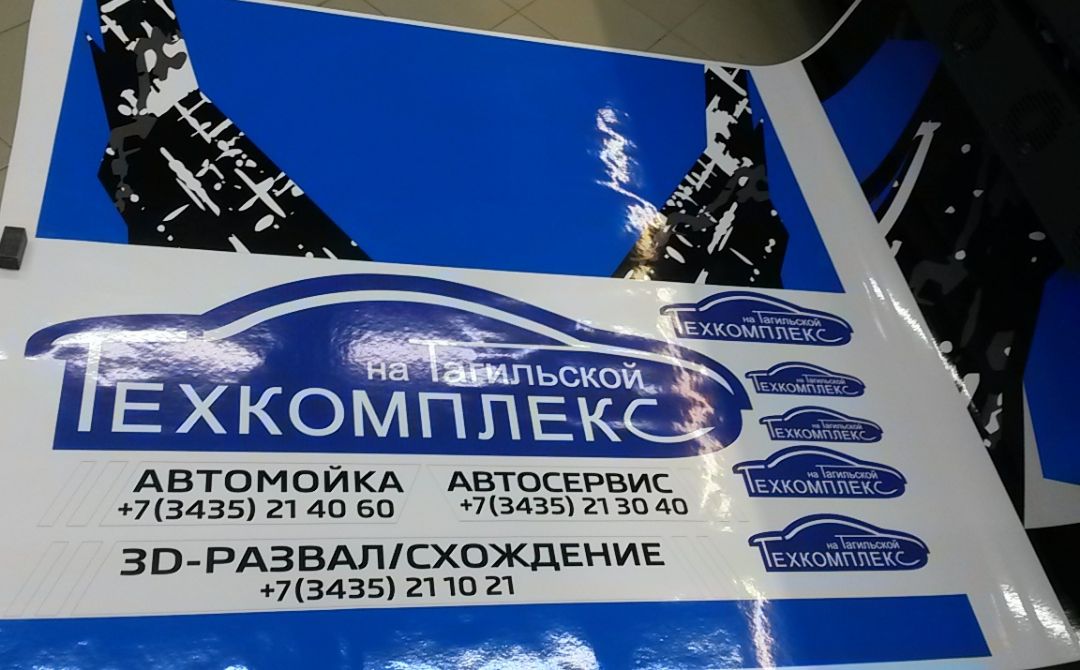 на Тагильской
ТЕХКОМПЛЕКС
АВТОМОЙКА
+7(3435) 21 40 60
АВТОСЕРВИС
+7(3435) 21 30 40
3D-РАЗВАЛ/СХОЖДЕНИЕ
+7(3435) 21 10 21
на Тагильской
ТЕХКОМПЛЕКС
на Тагильской
ТЕХКОМПЛЕКС
на Тагильской
ТЕХКОМПЛЕКС
на Тагильской
ТЕХКОМПЛЕКС
на Тагильской
ТЕХКОМПЛЕКС